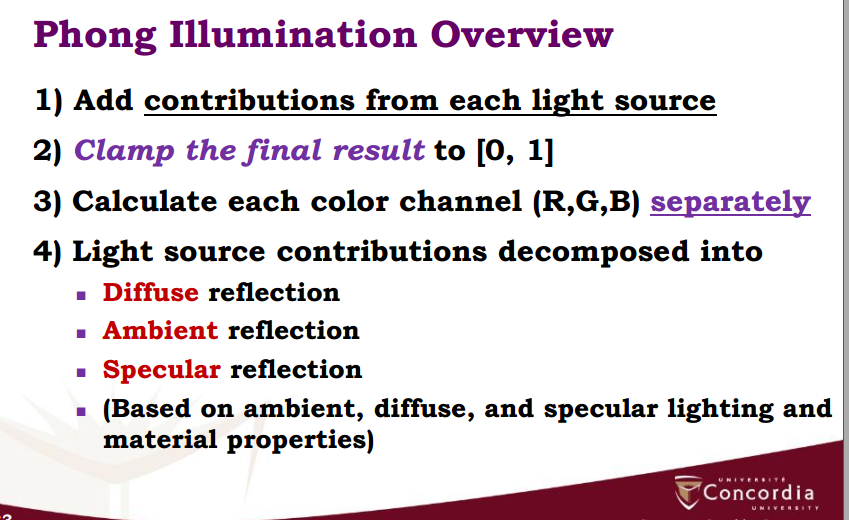 Phong Illumination Overview
1) Add contributions from each light source
2) Clamp the final result to [0, 1]
3) Calculate each color channel (R,G,B) separately
4) Light source contributions decomposed into
▪ Diffuse reflection
▪ Ambient reflection
▪ Specular reflection
▪ (Based on ambient, diffuse, and specular lighting and
material properties)
UNIVERSITÉ
Concordia
UNIVERSITY